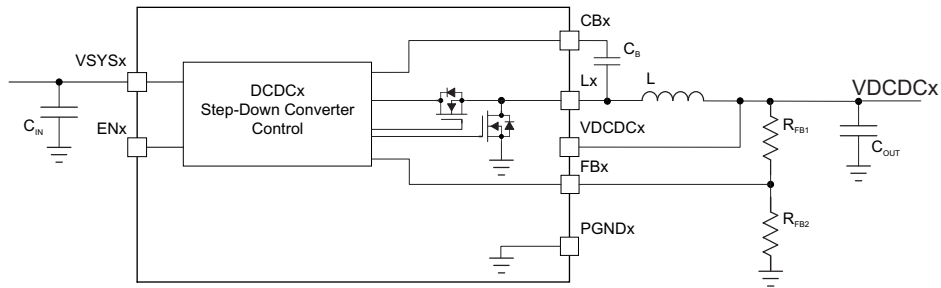 CBx
C_B
VSYSx
DCDCx
Step-Down Converter
Control
Lx
L
VDCDCx
C_IN
ENx
VDCDCx
R_FB1
C_OUT
FBx
R_FB2
PGNDx